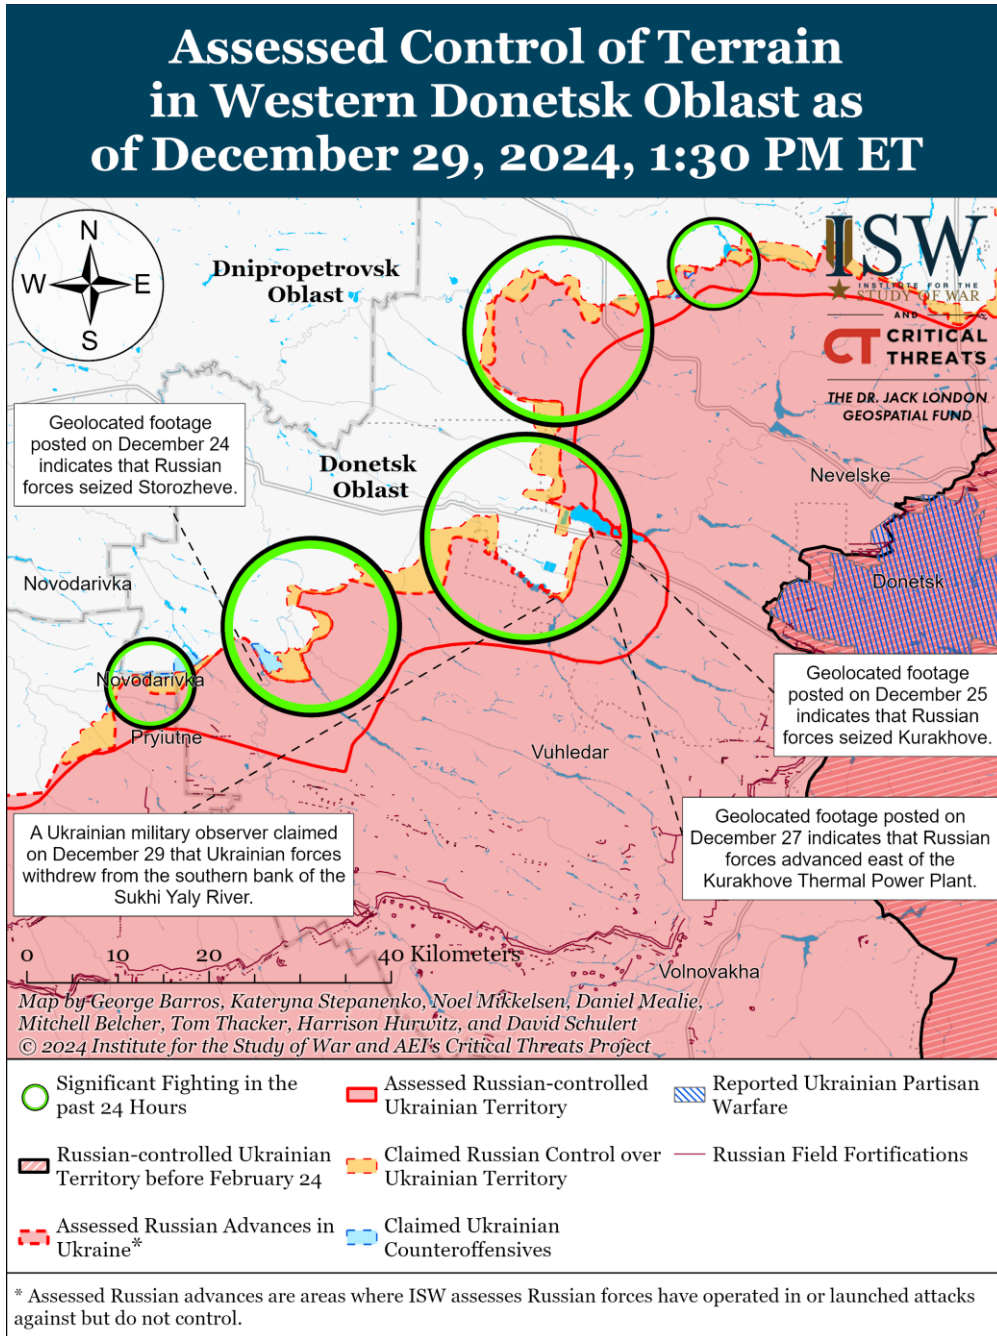 Assessed Control of Terrain
in Western Donetsk Oblast as
of December 29, 2024, 1:30 PM ET
N
W
E
S
Dnipropetrovsk
Oblast
ISW
INSTITUTE FOR THE
STUDY OF WAR
AND
CT CRITICAL
THREATS
THE DR. JACK LONDON
GEOSPATIAL FUND
Geolocated footage
posted on December 24
indicates that Russian
forces seized Storozheve.
Donetsk
Oblast
Nevelske
Novodarivka
Donetsk
Novodarivka
Pryiutne
Vuhledar
Geolocated footage
posted on December 25
indicates that Russian
forces seized Kurakhove.
A Ukrainian military observer claimed
on December 29 that Ukrainian forces
withdrew from the southern bank of the
Sukhi Yaly River.
Geolocated footage posted on
December 27 indicates that Russian
forces advanced east of the
Kurakhove Thermal Power Plant.
0 10 20 40 Kilometers
Volnovakha
Map by George Barros, Kateryna Stepanenko, Noel Mikkelsen, Daniel Mealie,
Mitchell Belcher, Tom Thacker, Harrison Hurwitz, and David Schulert
© 2024 Institute for the Study of War and AEI's Critical Threats Project
Significant Fighting in the
past 24 Hours
Assessed Russian-controlled
Ukrainian Territory
Reported Ukrainian Partisan
Warfare
Russian-controlled Ukrainian
Territory before February 24
Claimed Russian Control over
Ukrainian Territory
Russian Field Fortifications
Assessed Russian Advances in
Ukraine*
Claimed Ukrainian
Counteroffensives
* Assessed Russian advances are areas where ISW assesses Russian forces have operated in or launched attacks
against but do not control.